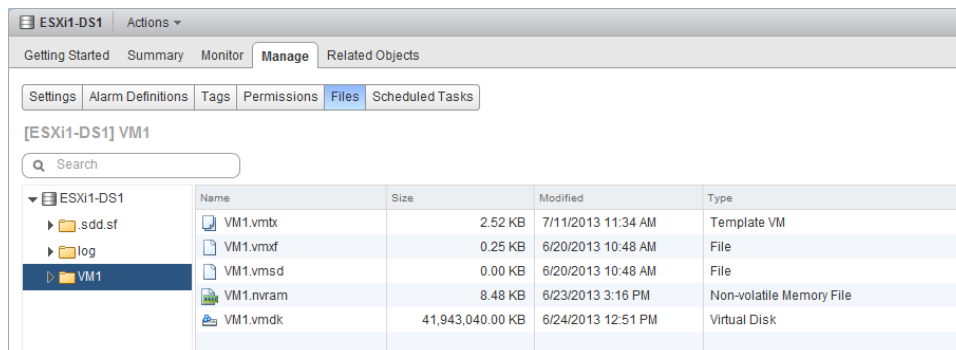 ESXi1-DS1 Actions
Getting Started Summary Monitor Manage Related Objects
Settings Alarm Definitions Tags Permissions Files Scheduled Tasks
[ESXi1-DS1] VM1
Search
ESXi1-DS1 Name Size Modified Type
.sdd.sf VM1.vmtx 2.52 KB 7/11/2013 11:34 AM Template VM
log VM1.vmxf 0.25 KB 6/20/2013 10:48 AM File
VM1 VM1.vmsd 0.00 KB 6/20/2013 10:48 AM File
VM1.nvram 8.48 KB 6/23/2013 3:16 PM Non-volatile Memory File
VM1.vmdk 41,943,040.00 KB 6/24/2013 12:51 PM Virtual Disk